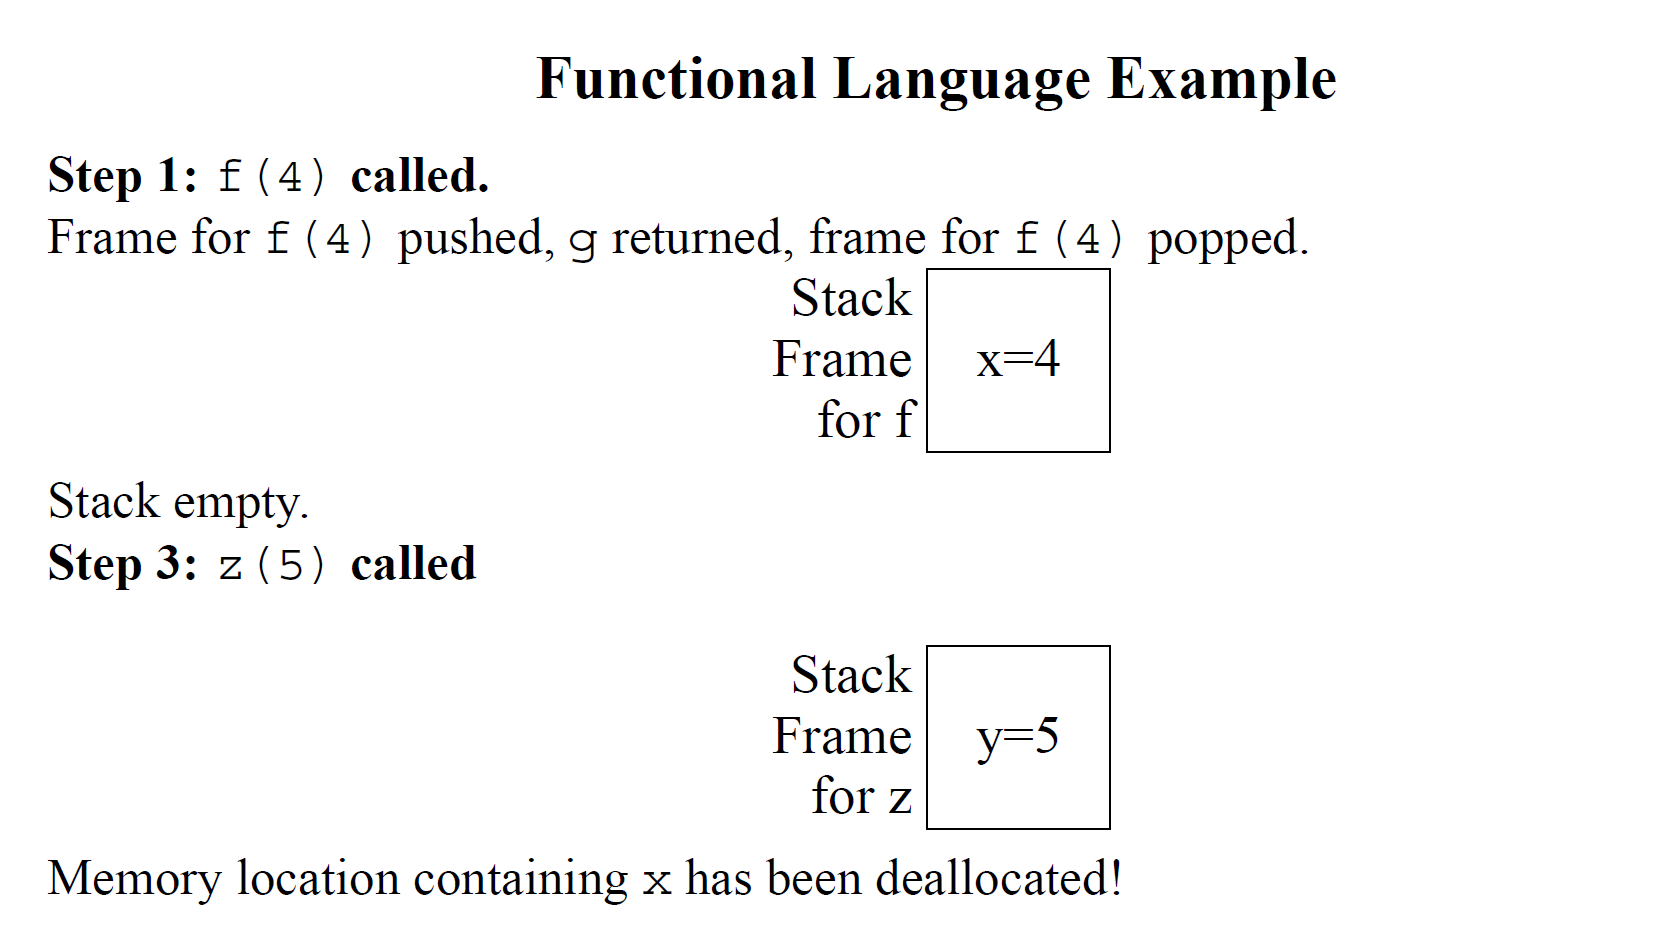 Functional Language Example
Step 1: f(4) called.
Frame for f(4) pushed, g returned, frame for f(4) popped.
Stack
Frame
for f
x=4
Stack empty.
Step 3: z(5) called
Stack
Frame
for z
y=5
Memory location containing x has been deallocated!